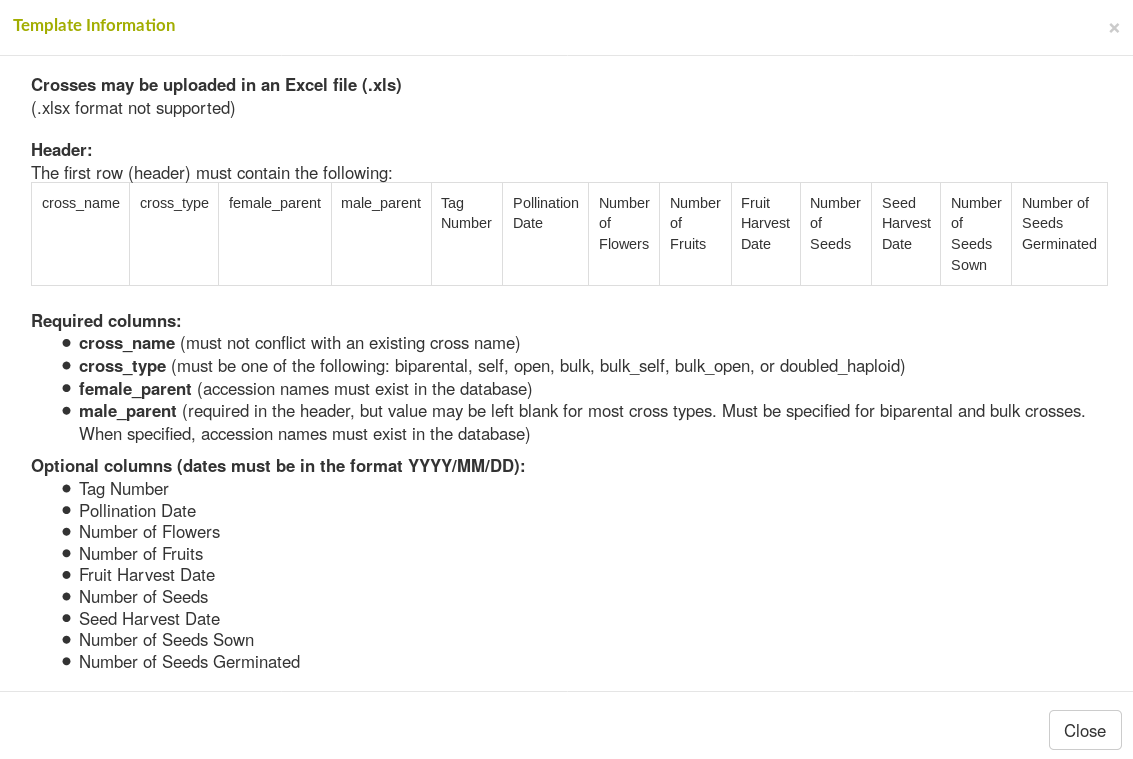 Template Information
×
Crosses may be uploaded in an Excel file (.xls)
(.xlsx format not supported)
Header:
The first row (header) must contain the following:
cross_name cross_type female_parent male_parent Tag Pollination Number Number Fruit Number Seed Number Number of
Number Date of of Harvest of Harvest of Seeds
Flowers Fruits Date Seeds Date Seeds Germinated
Sown
Required columns:
● cross_name (must not conflict with an existing cross name)
● cross_type (must be one of the following: biparental, self, open, bulk, bulk_self, bulk_open, or doubled_haploid)
● female_parent (accession names must exist in the database)
● male_parent (required in the header, but value may be left blank for most cross types. Must be specified for biparental and bulk crosses.
When specified, accession names must exist in the database)
Optional columns (dates must be in the format YYYY/MM/DD):
● Tag Number
● Pollination Date
● Number of Flowers
● Number of Fruits
● Fruit Harvest Date
● Number of Seeds
● Seed Harvest Date
● Number of Seeds Sown
● Number of Seeds Germinated
Close